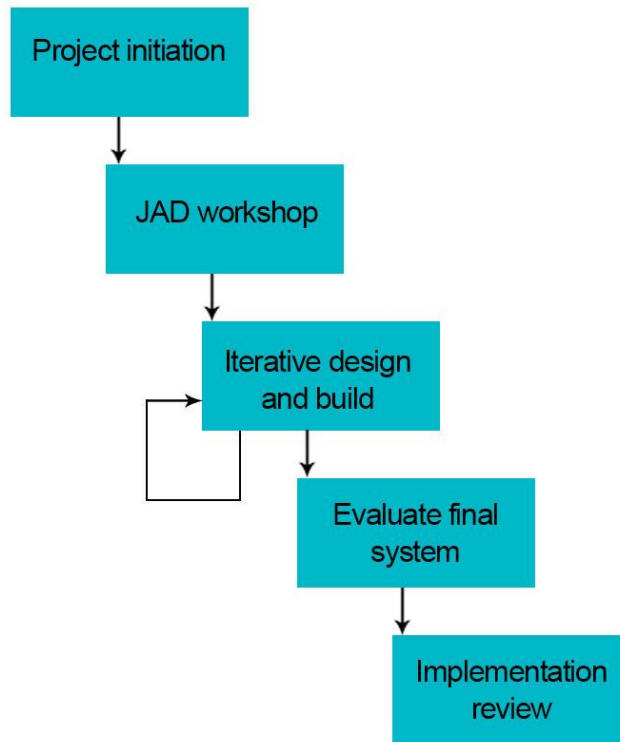 Project initiation
JAD workshop
Iterative design
and build
Evaluate final
system
Implementation
review